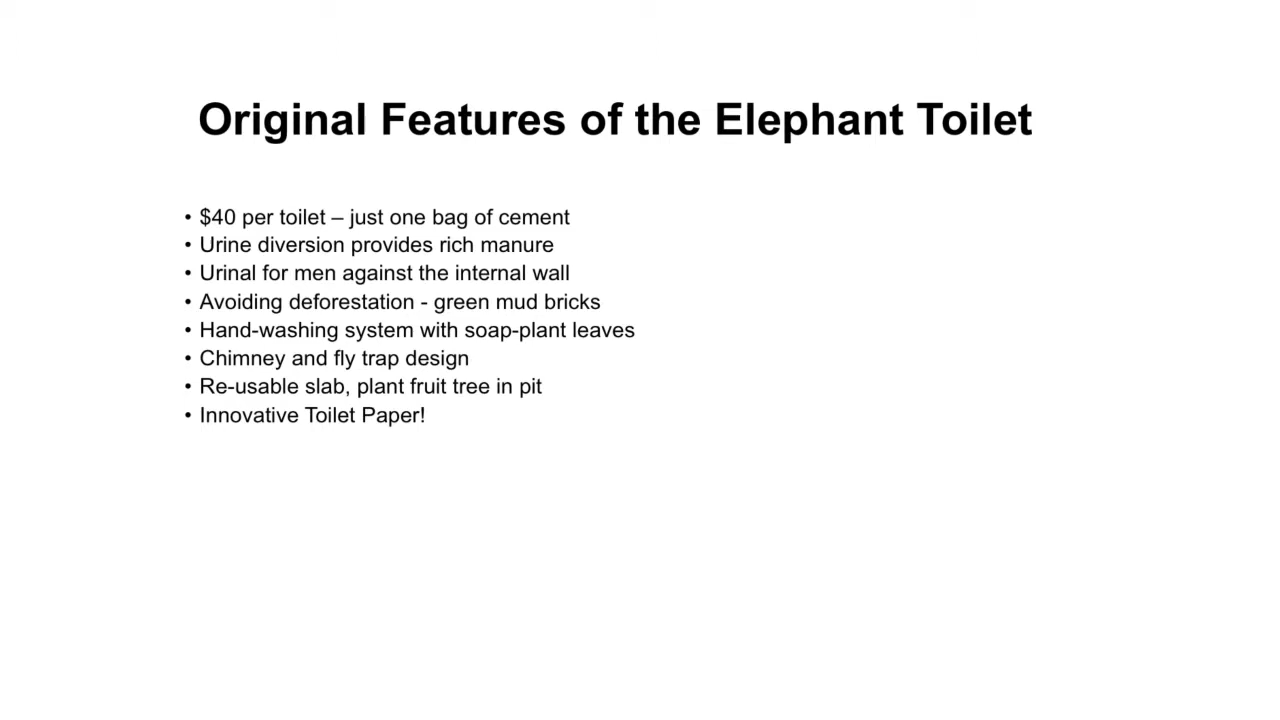 Original Features of the Elephant Toilet
• $40 per toilet – just one bag of cement
• Urine diversion provides rich manure
• Urinal for men against the internal wall
• Avoiding deforestation - green mud bricks
• Hand-washing system with soap-plant leaves
• Chimney and fly trap design
• Re-usable slab, plant fruit tree in pit
• Innovative Toilet Paper!